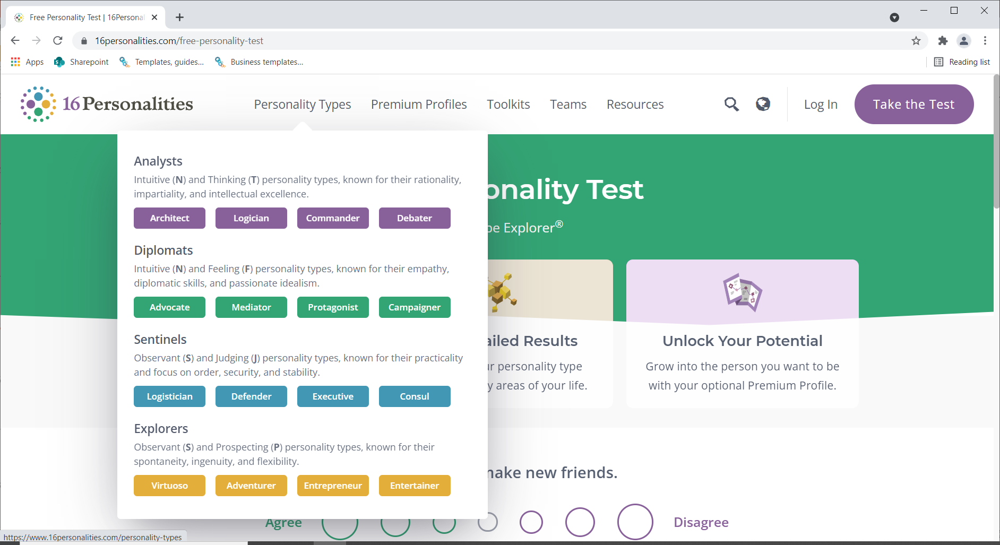 Free Personality Test | 16Personal
16personalities.com/free-personality-test
Apps
Sharepoint
Templates, guides...
Business templates...
Reading list
16Personalities
Personality Types
Premium Profiles
Toolkits
Teams
Resources
Log In
Take the Test
Analysts
Intuitive (N) and Thinking (T) personality types, known for their rationality,
impartiality, and intellectual excellence.
Architect
Logician
Commander
Debater
Diplomats
Intuitive (N) and Feeling (F) personality types, known for their empathy,
diplomatic skills, and passionate idealism.
Advocate
Mediator
Protagonist
Campaigner
Sentinels
Observant (S) and Judging (J) personality types, known for their practicality
and focus on order, security, and stability.
Logistician
Defender
Executive
Consul
Explorers
Observant (S) and Prospecting (P) personality types, known for their
spontaneity, ingenuity, and flexibility.
Virtuoso
Adventurer
Entrepreneur
Entertainer
onality Test
pe Explorer®
ailed Results
ur personality type
y areas of your life.
Unlock Your Potential
Grow into the person you want to be
with your optional Premium Profile.
make new friends.
Agree
Disagree
https://www.16personalities.com/personality-types